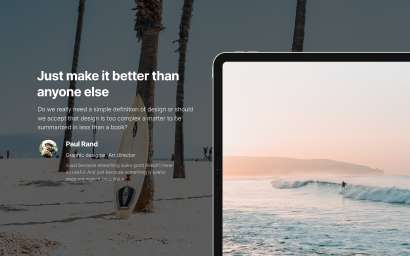 Just make it better than
anyone else
Do we really need a simple definition of design or should
we accept that design is too complex a matter to be
summarized in less than a book?
Paul Rand
Graphic designer, Art director